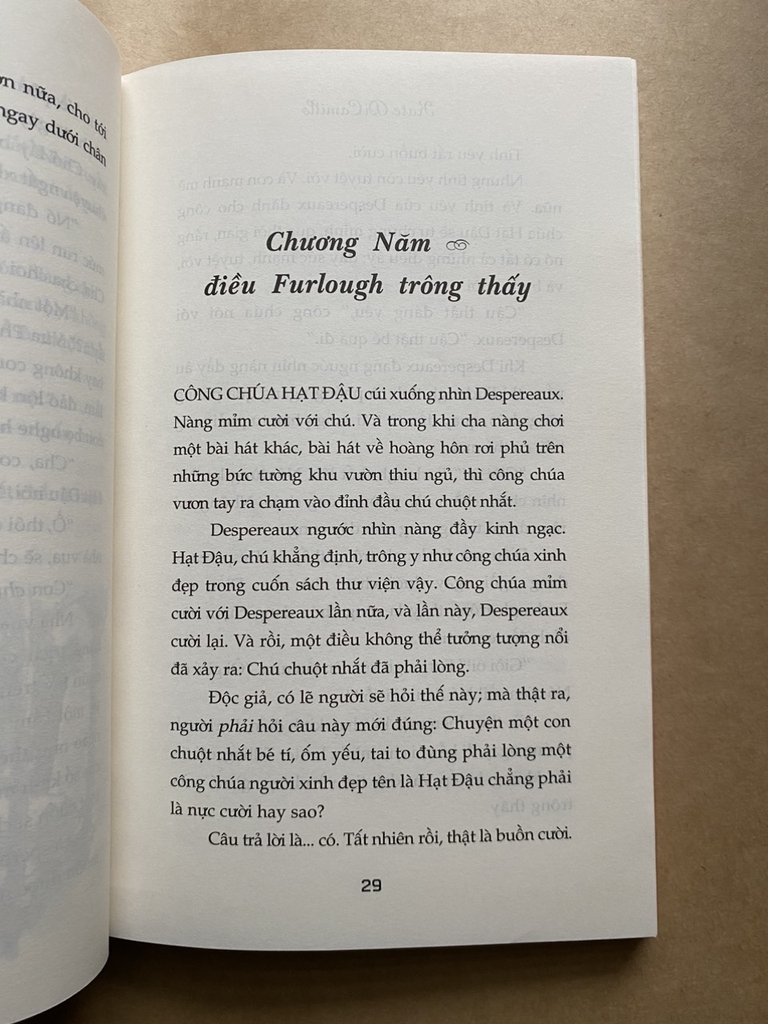 ơn nữa, cho tới
ngay dưới chân
Chương Năm
điều Furlough trông thấy
CÔNG CHÚA HẠT ĐẬU cúi xuống nhìn Despereaux.
Nàng mỉm cười với chú. Và trong khi cha nàng chơi
một bài hát khác, bài hát về hoàng hôn rơi phủ trên
những bức tường khu vườn thiu ngủ, thì công chúa
vươn tay ra chạm vào đỉnh đầu chú chuột nhắt.
Despereaux ngước nhìn nàng đầy kinh ngạc.
Hạt Đậu, chú khẳng định, trông y như công chúa xinh
đẹp trong cuốn sách thư viện vậy. Công chúa mỉm
cười với Despereaux lần nữa, và lần này, Despereaux
cười lại. Và rồi, một điều không thể tưởng tượng nổi
đã xảy ra: Chú chuột nhắt đã phải lòng.
Độc giả, có lẽ người sẽ hỏi thế này; mà thật ra,
người phải hỏi câu này mới đúng: Chuyện một con
chuột nhắt bé tí, ốm yếu, tai to đùng phải lòng một
công chúa người xinh đẹp tên là Hạt Đậu chẳng phải
là nực cười hay sao?
Câu trả lời là... có. Tất nhiên rồi, thật là buồn cười.
29